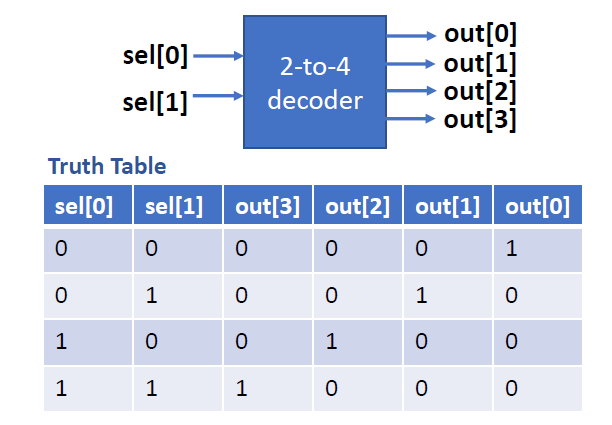 sel[0]
sel[1]
2-to-4
decoder
out[0]
out[1]
out[2]
out[3]
Truth Table
sel[0] sel[1] out[3] out[2] out[1] out[0]
0 0 0 0 0 1
0 1 0 0 1 0
1 0 0 1 0 0
1 1 1 0 0 0